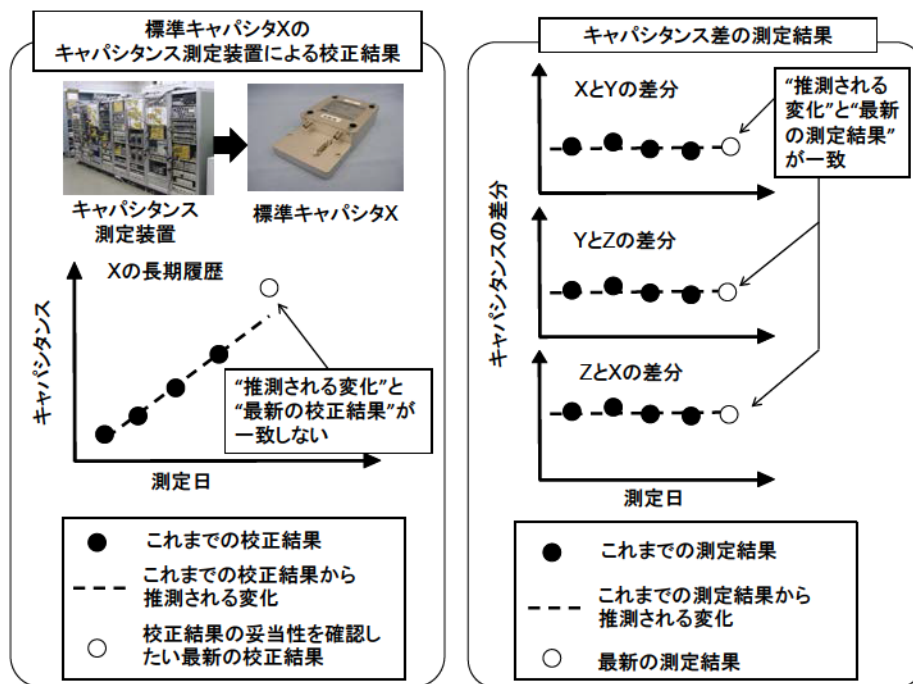 標準キャパシタXの
キャパシタンス測定装置による校正結果
キャパシタンス
測定装置
標準キャパシタX
Xの長期履歴
キャパシタンス
"推測される変化"と
"最新の校正結果"が
一致しない
測定日
これまでの校正結果
これまでの校正結果から
推測される変化
校正結果の妥当性を確認し
たい最新の校正結果
キャパシタンス差の測定結果
XとYの差分
"推測される
変化"と"最新
の測定結果"
が一致
YとZの差分
キャパシタンスの差分
ZとXの差分
測定日
これまでの測定結果
これまでの測定結果から
推測される変化
最新の測定結果